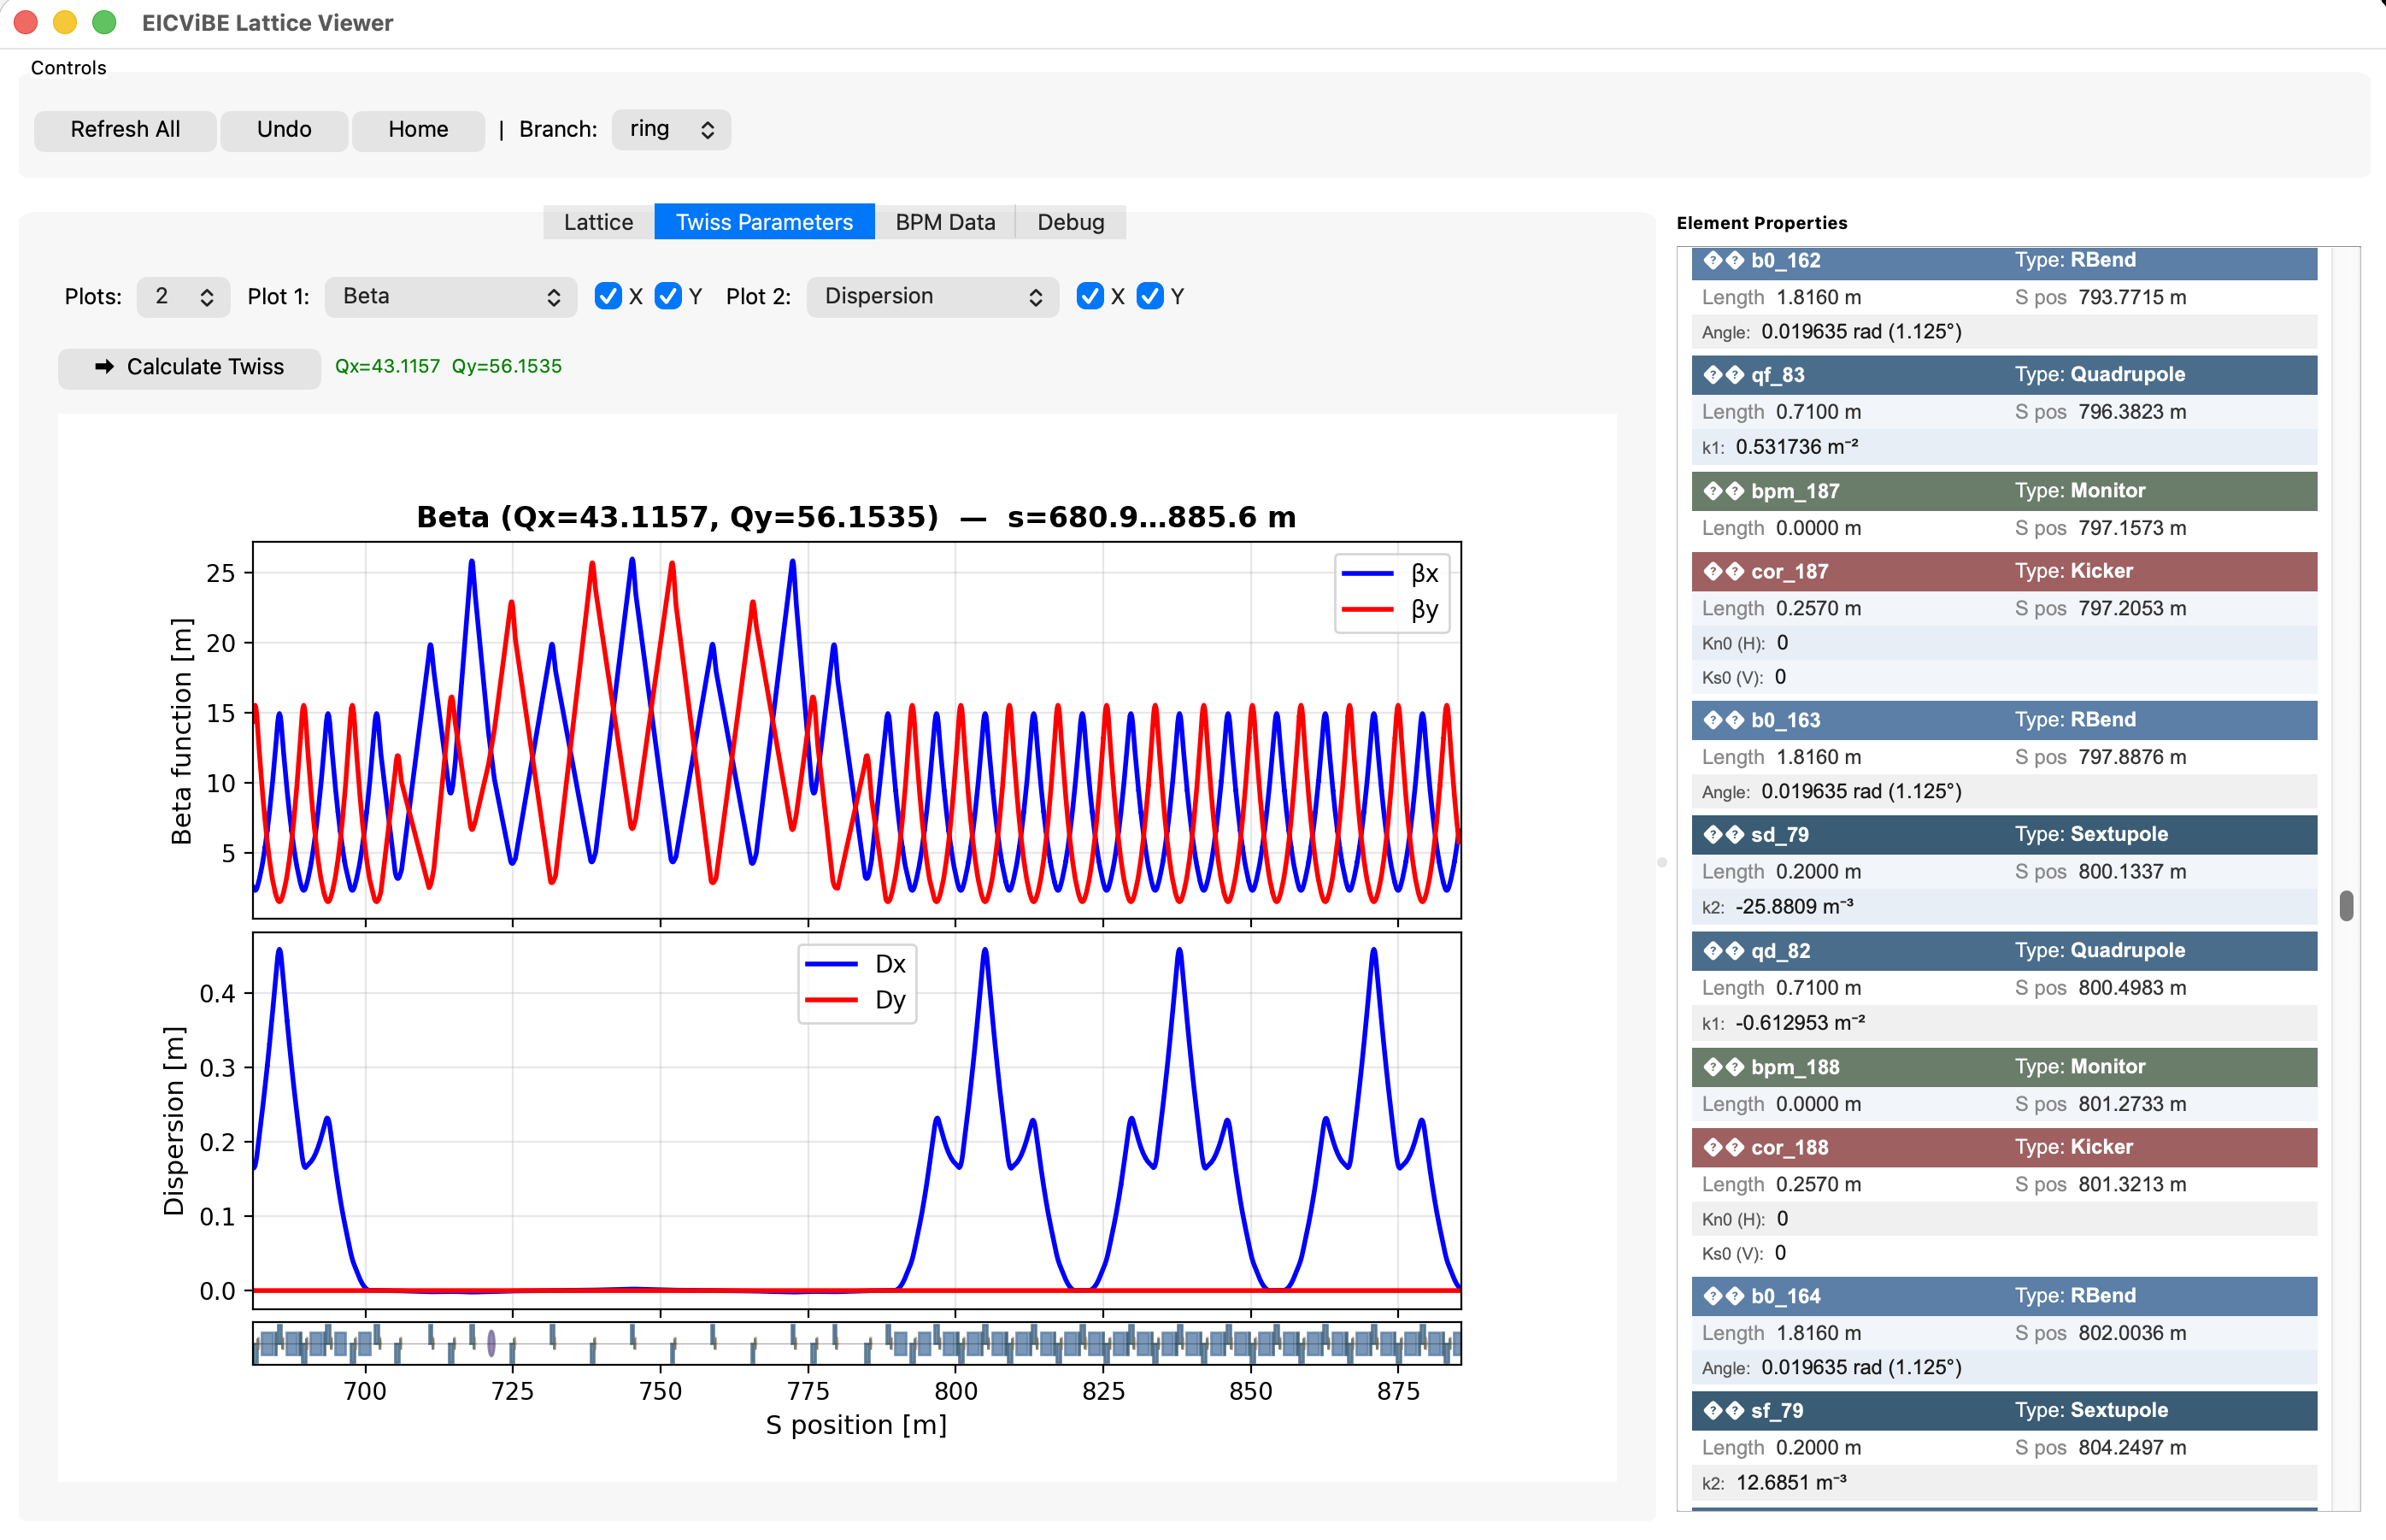 EICViBE Lattice Viewer
Controls
Refresh All Undo Home | Branch: ring
Lattice Twiss Parameters BPM Data Debug
Plots: 2 Plot 1: Beta X Y Plot 2: Dispersion X Y
➡ Calculate Twiss Qx=43.1157 Qy=56.1535
Beta (Qx=43.1157, Qy=56.1535) — s=680.9...885.6 m
Beta function [m]
25
20
15
10
5
βx
βy
Dispersion [m]
0.4
0.3
0.2
0.1
0.0
Dx
Dy
700 725 750 775 800 825 850 875
S position [m]
Element Properties
b0_162 Type: RBend
Length 1.8160 m S pos 793.7715 m
Angle: 0.019635 rad (1.125°)
qf_83 Type: Quadrupole
Length 0.7100 m S pos 796.3823 m
k1: 0.531736 m⁻²
bpm_187 Type: Monitor
Length 0.0000 m S pos 797.1573 m
cor_187 Type: Kicker
Length 0.2570 m S pos 797.2053 m
Kn0 (H): 0
Ks0 (V): 0
b0_163 Type: RBend
Length 1.8160 m S pos 797.8876 m
Angle: 0.019635 rad (1.125°)
sd_79 Type: Sextupole
Length 0.2000 m S pos 800.1337 m
k2: -25.8809 m⁻³
qd_82 Type: Quadrupole
Length 0.7100 m S pos 800.4983 m
k1: -0.612953 m⁻²
bpm_188 Type: Monitor
Length 0.0000 m S pos 801.2733 m
cor_188 Type: Kicker
Length 0.2570 m S pos 801.3213 m
Kn0 (H): 0
Ks0 (V): 0
b0_164 Type: RBend
Length 1.8160 m S pos 802.0036 m
Angle: 0.019635 rad (1.125°)
sf_79 Type: Sextupole
Length 0.2000 m S pos 804.2497 m
k2: 12.6851 m⁻³